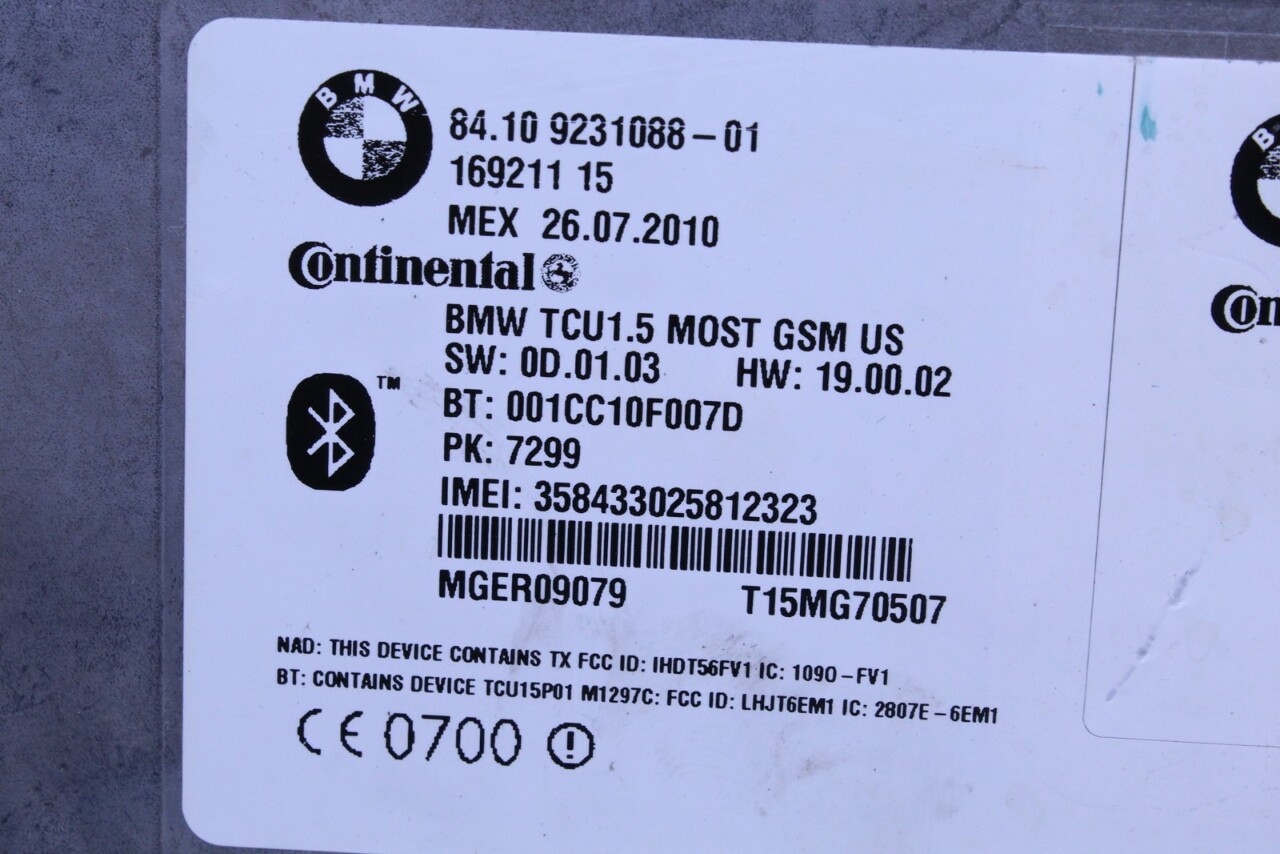 BMW
84.10 9231088-01
169211 15
MEX 26.07.2010
Continental
BMW TCU1.5 MOST GSM US
SW: 0D.01.03 HW: 19.00.02
TM
BT: 001CC10F007D
PK: 7299
IMEI: 358433025812323
MGER09079 T15MG70507
NAD: THIS DEVICE CONTAINS TX FCC ID: IHDT56FV1 IC: 1090-FV1
BT: CONTAINS DEVICE TCU15P01 M1297C: FCC ID: LHJT6EM1 IC: 2807E-6EM1
CE 0700
B
Con